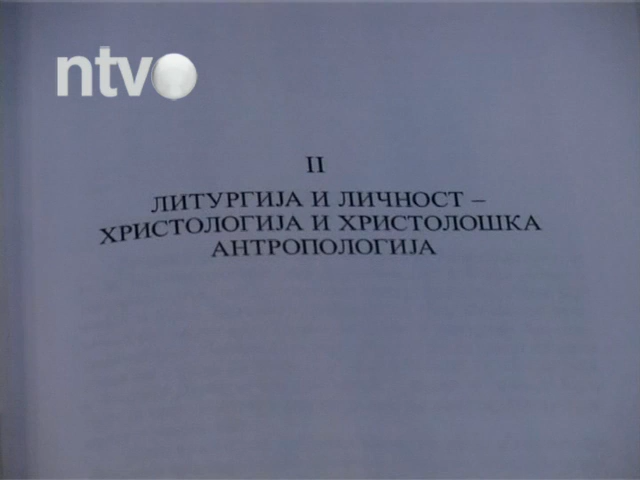 ntv
II
ЛИТУРГИЈА И ЛИЧНОСТ –
ХРИСТОЛОГИЈА И ХРИСТОЛОШКА
АНТРОПОЛОГИЈА